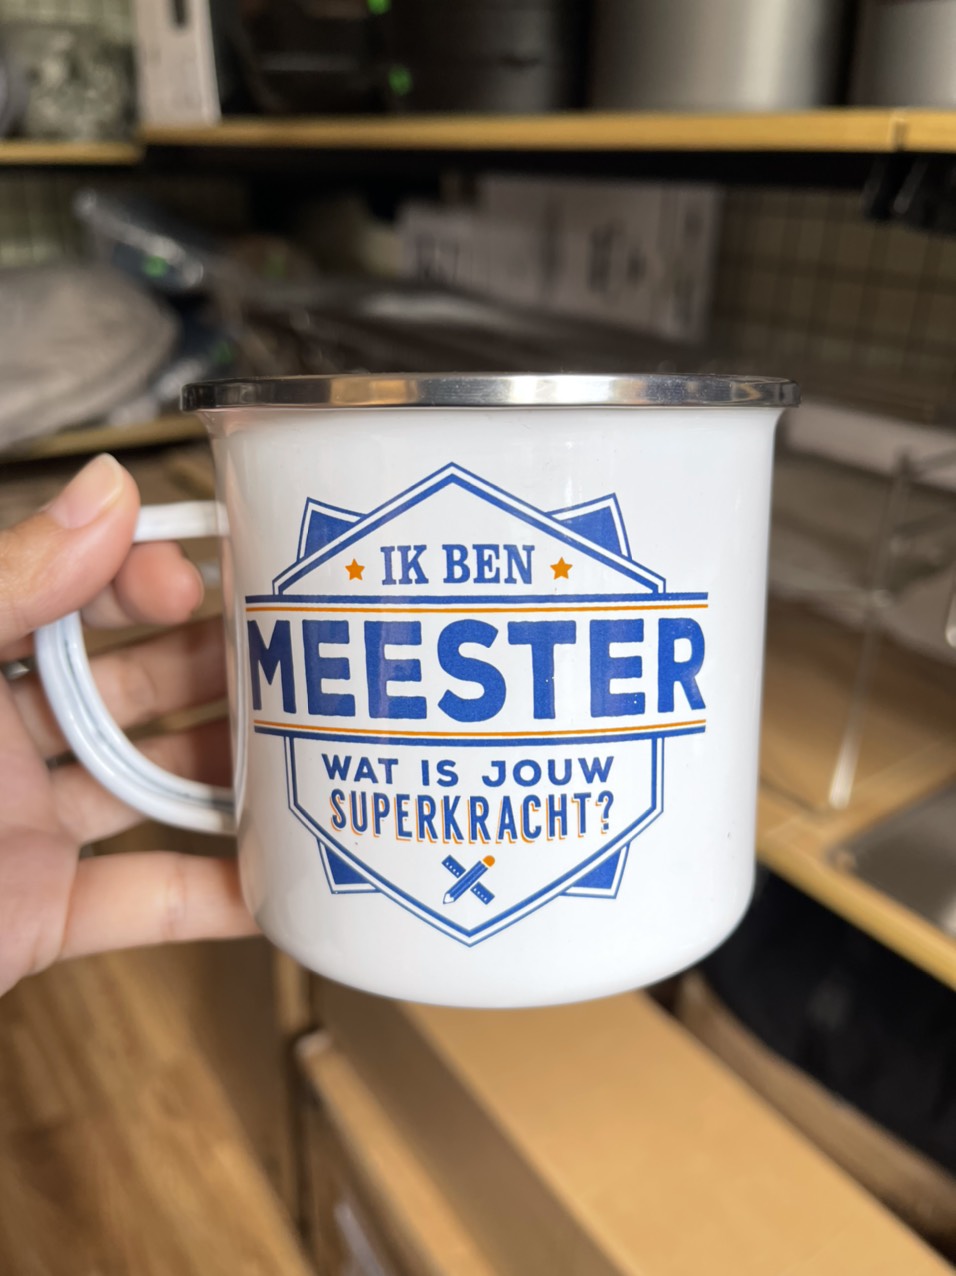 IK BEN
MEESTER
WAT IS JOUW
SUPERKRACHT?